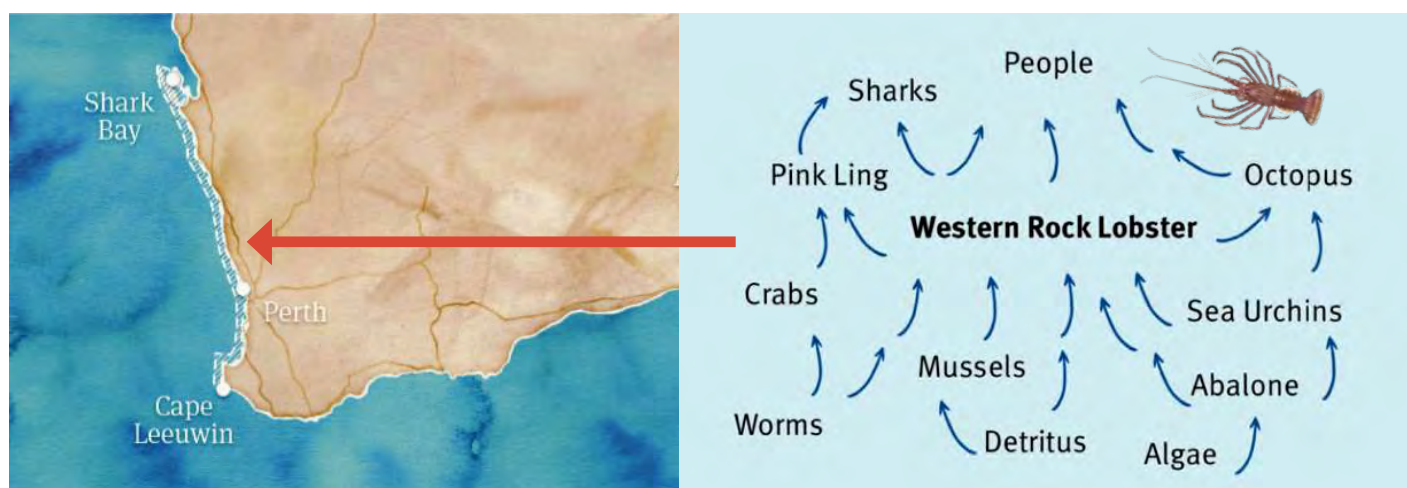 Shark
Bay
Perth
Cape
Leeuwin
People
Sharks
Pink Ling
Octopus
Western Rock Lobster
Crabs
Sea Urchins
Mussels
Abalone
Worms
Detritus
Algae